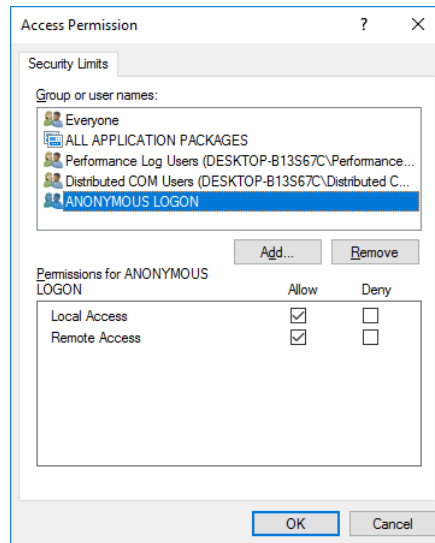 Access Permission
Security Limits
Group or user names:
Everyone
ALL APPLICATION PACKAGES
Performance Log Users (DESKTOP-B13S67C\Performance...
Distributed COM Users (DESKTOP-B13S67C\Distributed C...
ANONYMOUS LOGON
Add... Remove
Permissions for ANONYMOUS
LOGON Allow Deny
Local Access
Remote Access
OK Cancel